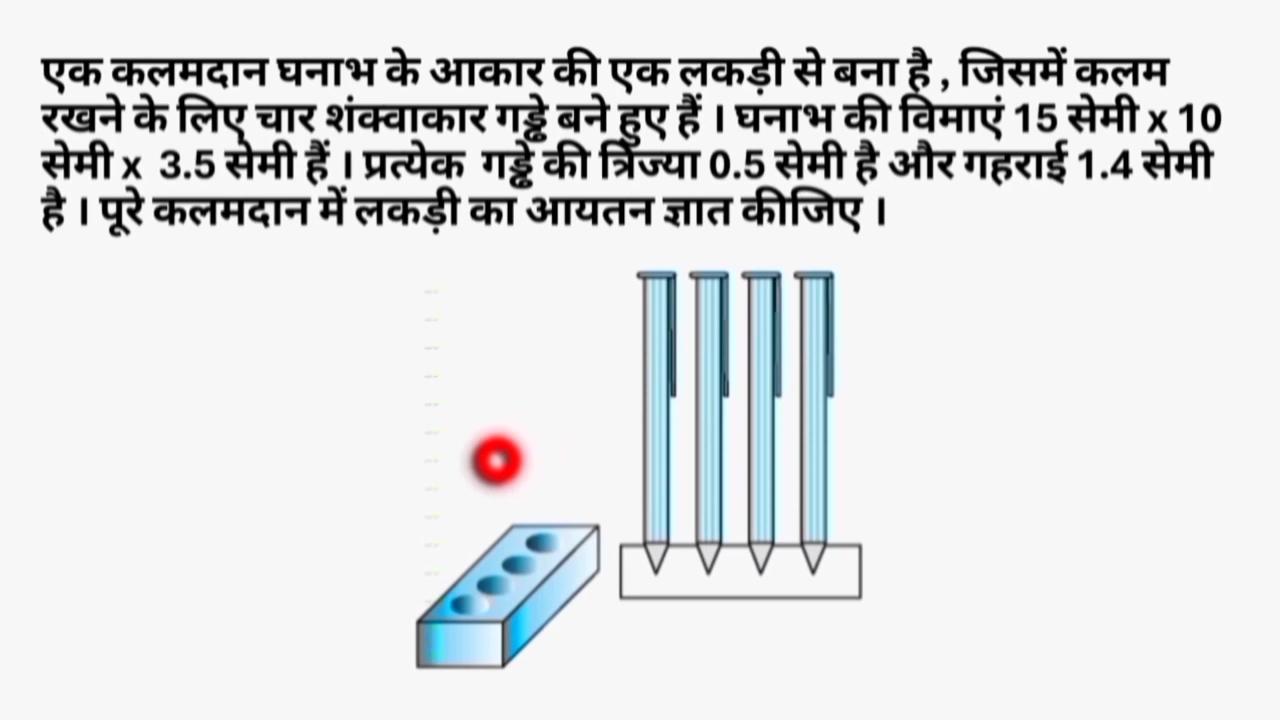 एक कलमदान घनाभ के आकार की एक लकड़ी से बना है , जिसमें कलम
रखने के लिए चार शंक्वाकार गड्ढे बने हुए हैं । घनाभ की विमाएं 15 सेमी x 10
सेमी x 3.5 सेमी हैं । प्रत्येक गड्ढे की त्रिज्या 0.5 सेमी है और गहराई 1.4 सेमी
है । पूरे कलमदान में लकड़ी का आयतन ज्ञात कीजिए ।